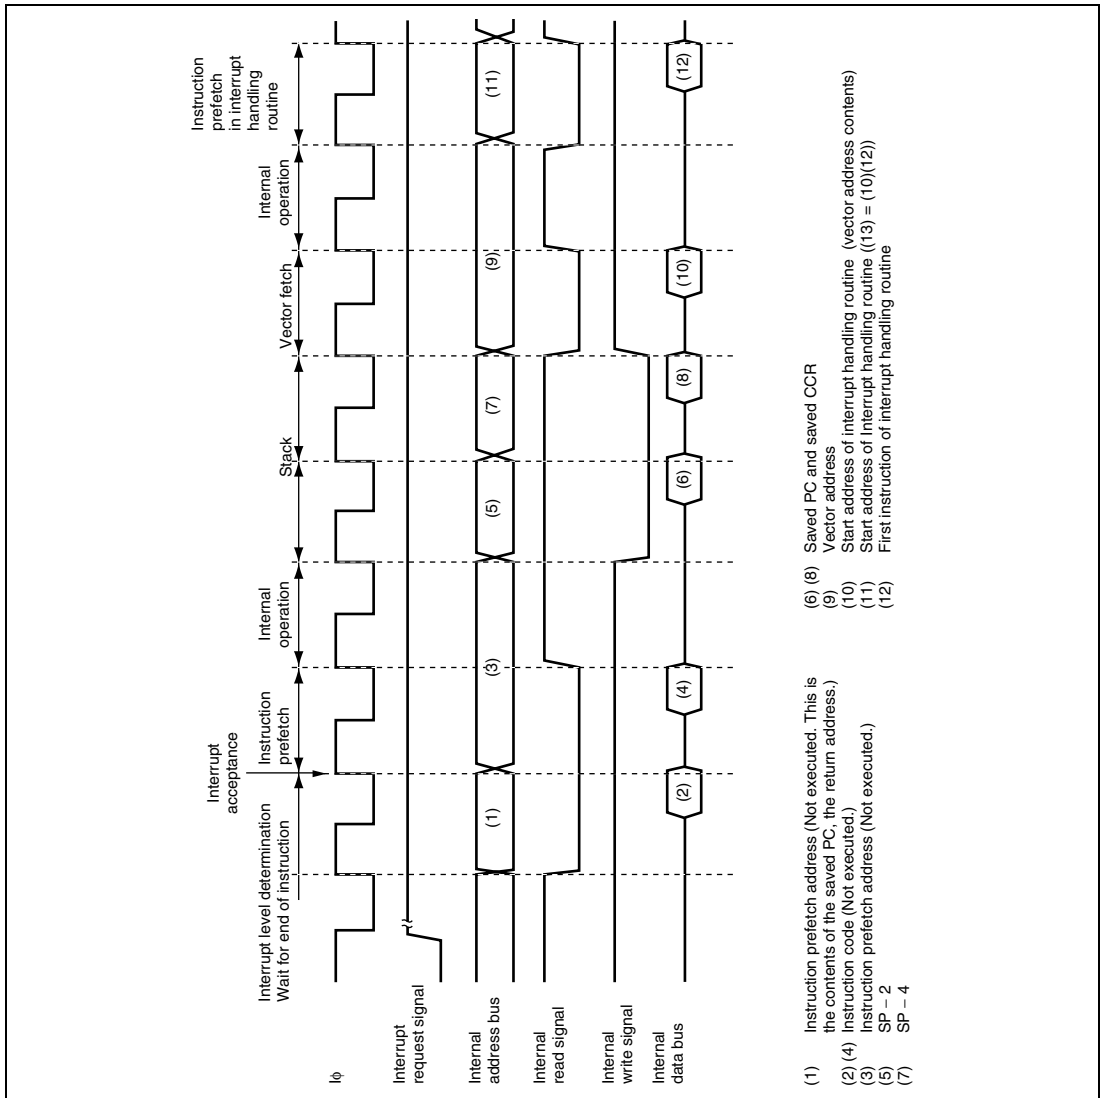 Interrupt
acceptance
Interrupt level determination
Wait for end of instruction
Instruction
prefetch
Internal
operation
Stack
Vector fetch
Internal
operation
Instruction
prefetch
in interrupt
handling
routine
Iϕ
Interrupt
request signal
Internal
address bus
(1)
(3)
(5)
(7)
(9)
(11)
Internal
read signal
Internal
write signal
Internal
data bus
(2)
(4)
(6)
(8)
(10)
(12)
(1) Instruction prefetch address (Not executed. This is
the contents of the saved PC, the return address.)
(2) (4) Instruction code (Not executed.)
(3) Instruction prefetch address (Not executed.)
(5) SP – 2
(7) SP – 4
(6) (8) Saved PC and saved CCR
(9) Vector address
(10) Start address of interrupt handling routine (vector address contents)
(11) Start address of Interrupt handling routine ((13) = (10)(12))
(12) First instruction of interrupt handling routine